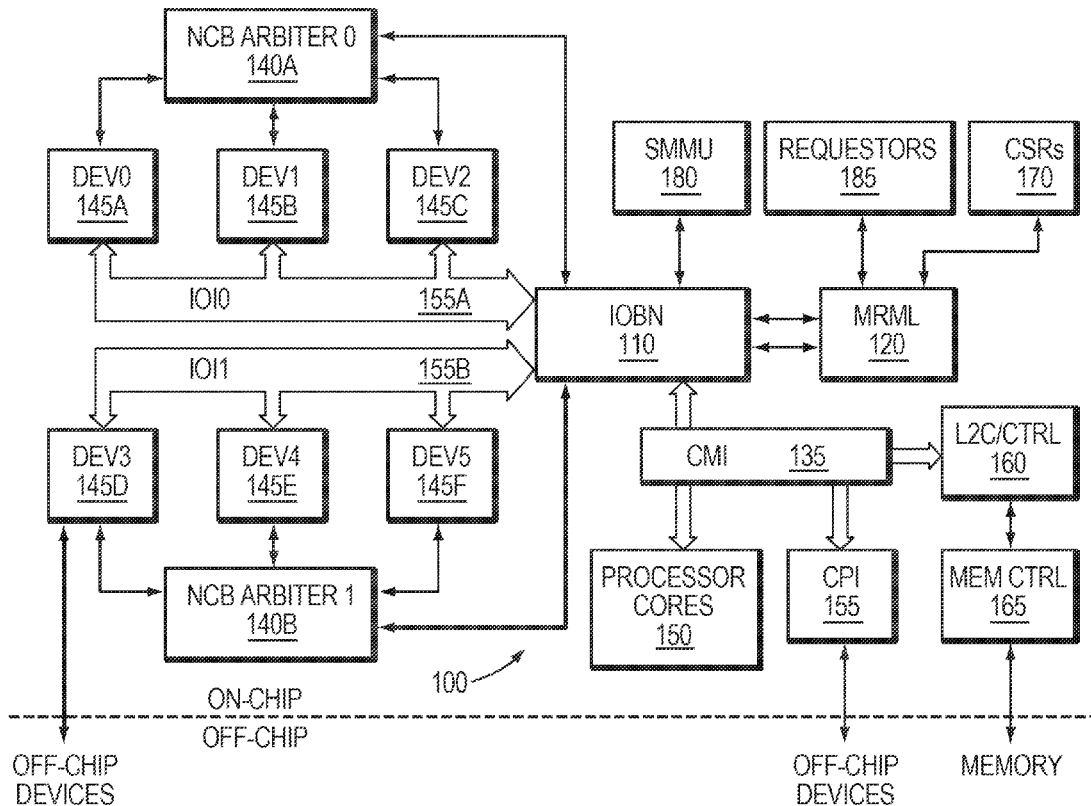 NCB ARBITER 0
140A
DEV0
145A
DEV1
145B
DEV2
145C
SMMU
180
REQUESTORS
185
CSRs
170
IOI0
155A
IOBN
110
MRML
120
IOI1
155B
DEV3
145D
DEV4
145E
DEV5
145F
CMI
135
L2C/CTRL
160
NCB ARBITER 1
140B
PROCESSOR
CORES
150
CPI
155
MEM CTRL
165
100
ON-CHIP
OFF-CHIP
OFF-CHIP
DEVICES
OFF-CHIP
DEVICES
MEMORY